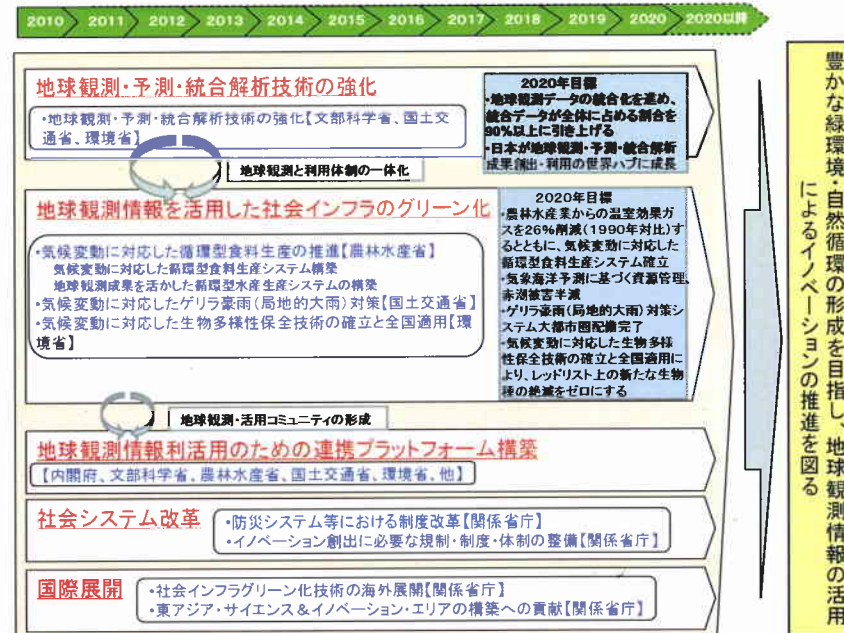 2010 2011 2012 2013 2014 2015 2016 2017 2018 2019 2020 2020以降
地球観測・予測・統合解析技術の強化
・地球観測・予測・統合解析技術の強化【文部科学省、国土交
通省、環境省】
2020年目標
・地球観測データの統合化を進め、
統合データが全体に占める割合を
90%以上に引き上げる
・日本が地球観測・予測・統合解析
成果創出・利用の世界ハブに成長
地球観測と利用体制の一体化
地球観測情報を活用した社会インフラのグリーン化
・気候変動に対応した循環型食料生産の推進【農林水産省】
気候変動に対応した循環型食料生産システム構築
地球観測成果を活かした循環型水産生産システムの構築
・気候変動に対応したゲリラ豪雨(局地的大雨)対策【国土交通省】
・気候変動に対応した生物多様性保全技術の確立と全国適用【環
境省】
2020年目標
・農林水産業からの温室効果ガ
スを26%削減(1990年対比)す
るとともに、気候変動に対応した
循環型食料生産システム確立
・気象海洋予測に基づく資源管理、
赤潮被害半減
・ゲリラ豪雨(局地的大雨)対策シ
ステム大都市圏配備完了
・気候変動に対応した生物多様
性保全技術の確立と全国適用に
より、レッドリスト上の新たな生物
種の絶滅をゼロにする
地球観測・活用コミュニティの形成
地球観測情報利活用のための連携プラットフォーム構築
【内閣府、文部科学省、農林水産省、国土交通省、環境省、他】
社会システム改革
・防災システム等における制度改革【関係省庁】
・イノベーション創出に必要な規制・制度・体制の整備【関係省庁】
国際展開
・社会インフラグリーン化技術の海外展開【関係省庁】
・東アジア・サイエンス&イノベーション・エリアの構築への貢献【関係省庁】
豊かな緑環境・自然循環の形成を目指し、地球観測情報の活用
によるイノベーションの推進を図る